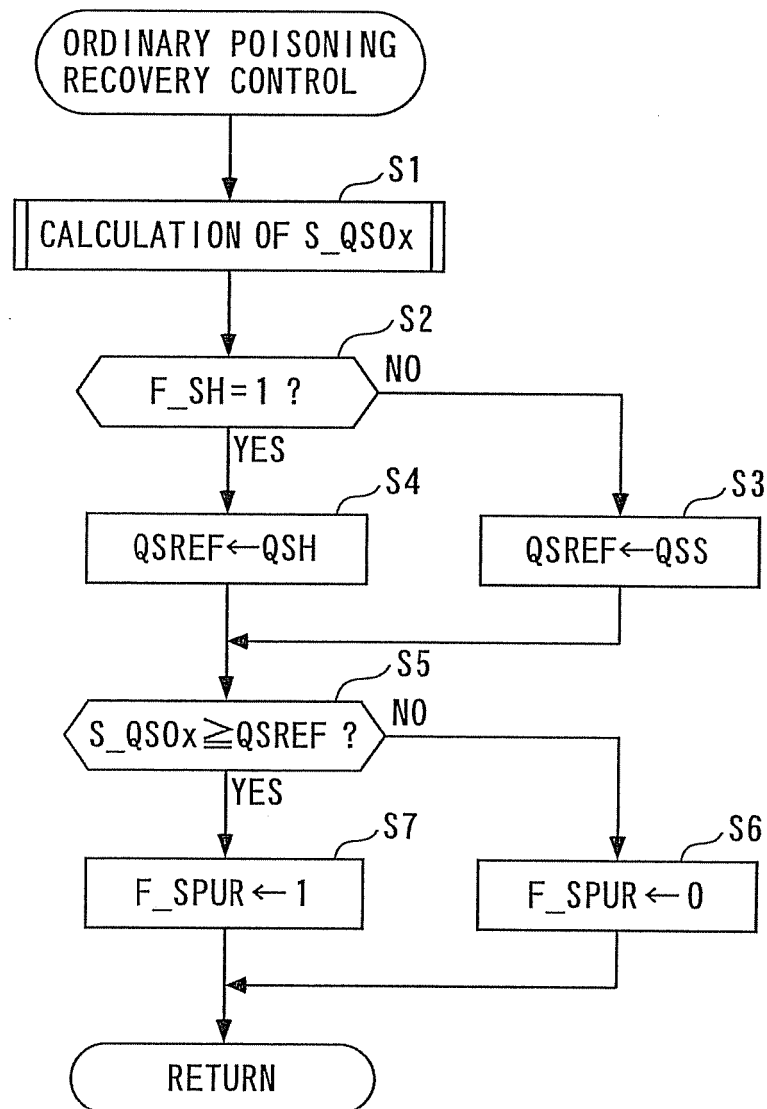 ORDINARY POISONING
RECOVERY CONTROL
S1
CALCULATION OF S_QSOx
S2
F_SH=1 ?
NO
YES
S4
QSREF←QSH
S3
QSREF←QSS
S5
S_QSOx≧QSREF ?
NO
YES
S7
F_SPUR←1
S6
F_SPUR←0
RETURN